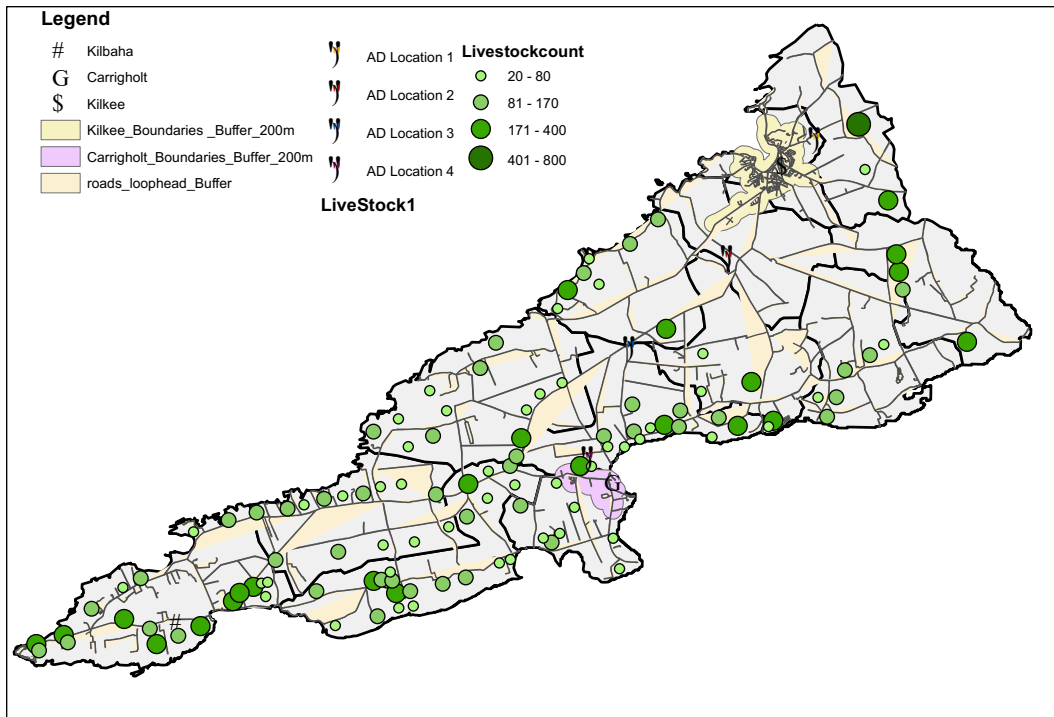 Legend
# Kilbaha
G Carrigholt
$ Kilkee
Kilkee_Boundaries _Buffer_200m
Carrigholt_Boundaries_Buffer_200m
roads_loophead_Buffer
AD Location 1
AD Location 2
AD Location 3
AD Location 4
LiveStock1
Livestockcount
20 - 80
81 - 170
171 - 400
401 - 800
$
G
#